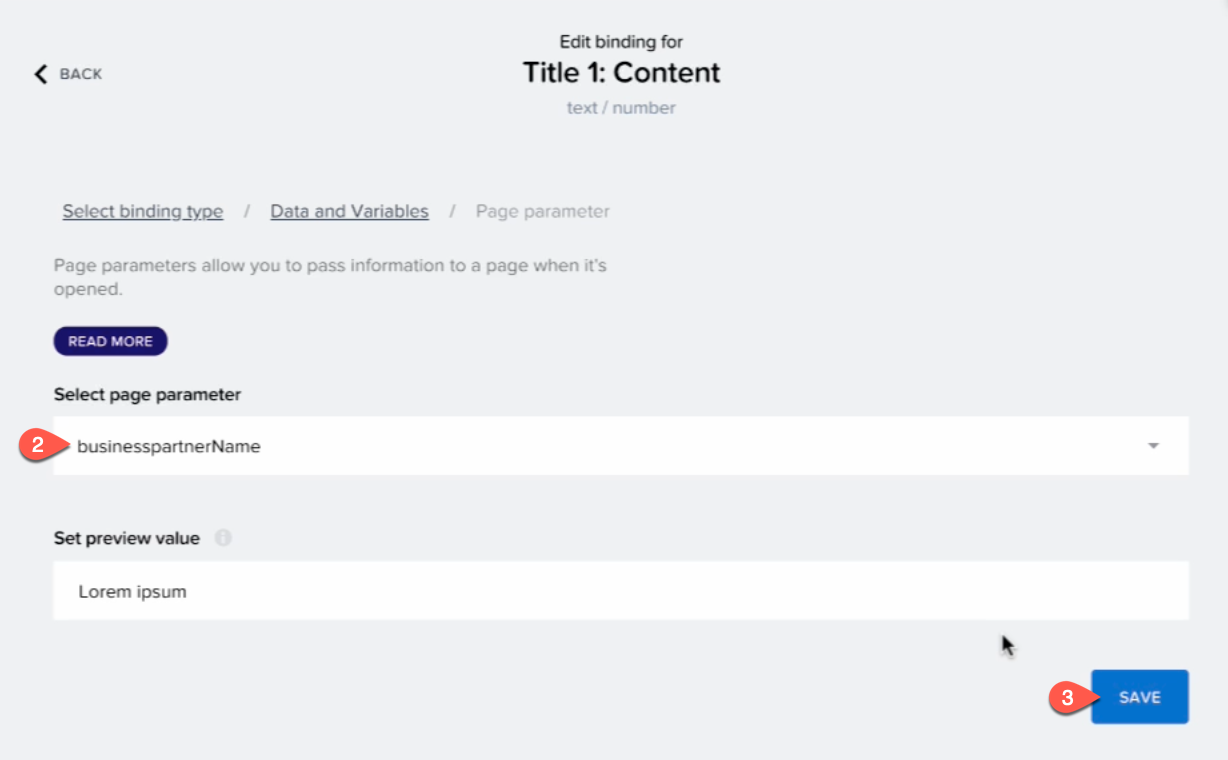 Edit binding for
BACK
Title 1: Content
text / number
Select binding type / Data and Variables / Page parameter
Page parameters allow you to pass information to a page when it's
opened.
READ MORE
Select page parameter
2 businesspartnerName
Set preview value i
Lorem ipsum
3 SAVE